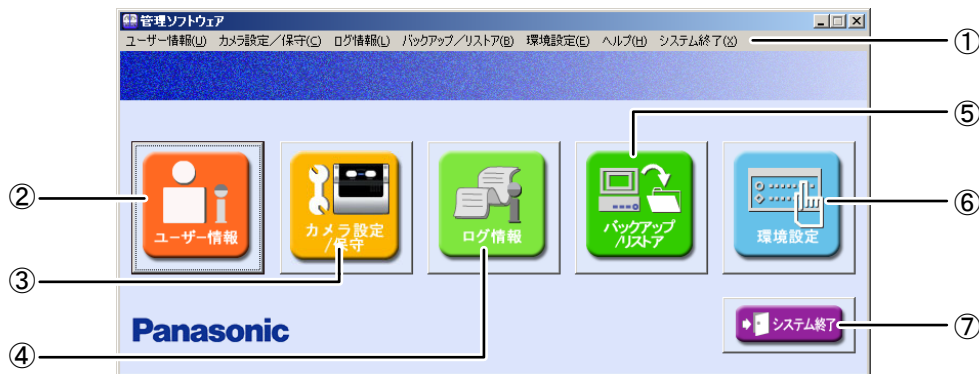 管理ソフトウェア
ユーザー情報(U) カメラ設定／保守(C) ログ情報(L) バックアップ／リストア(B) 環境設定(E) ヘルプ(H) システム終了(X)
①
⑤
②
ユーザー情報
カメラ設定
/保守
ログ情報
バックアップ
/リストア
環境設定
⑥
③
Panasonic
システム終了
⑦
④